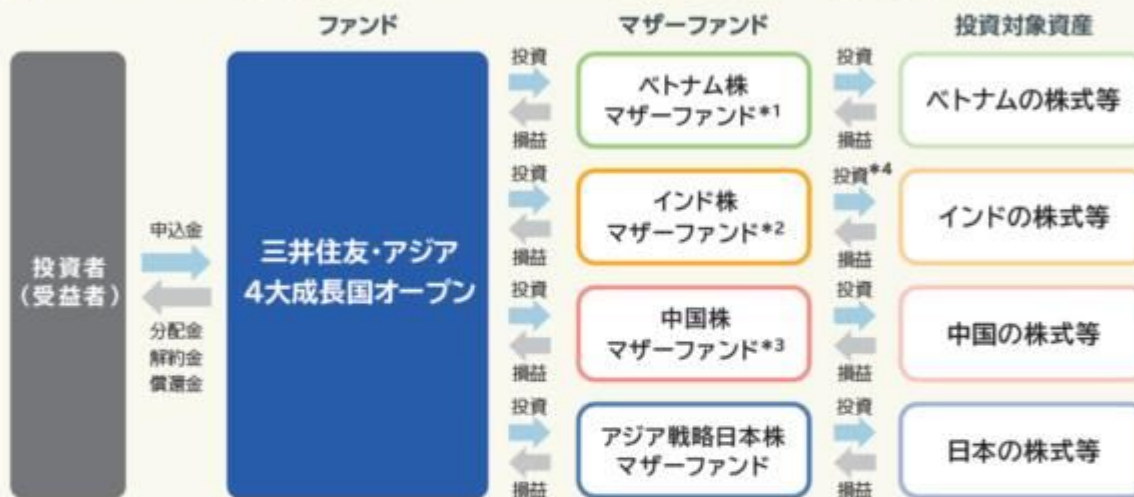 ファンド
マザーファンド
投資対象資産
投資者
(受益者)
申込金
分配金
解約金
償還金
三井住友・アジア
4大成長国オープン
投資
損益
ベトナム株
マザーファンド*1
投資
損益
ベトナムの株式等
投資
損益
インド株
マザーファンド*2
投資*4
損益
インドの株式等
投資
損益
中国株
マザーファンド*3
投資
損益
中国の株式等
投資
損益
アジア戦略日本株
マザーファンド
投資
損益
日本の株式等